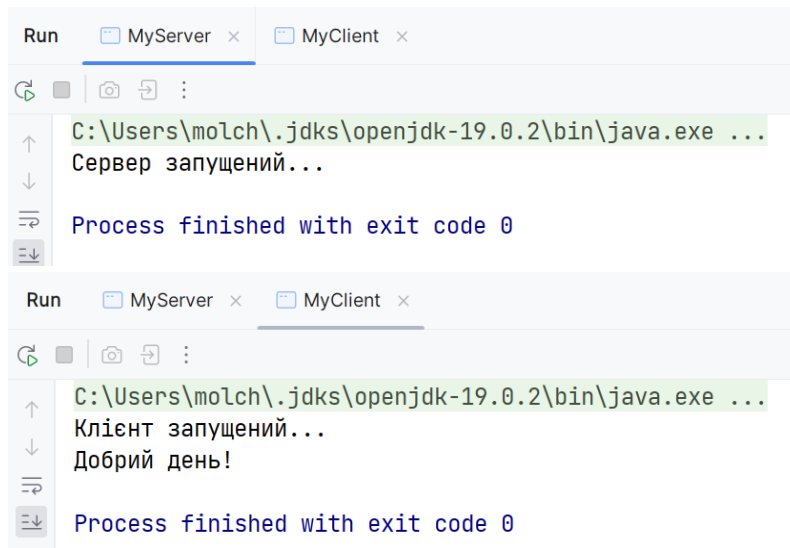 Run MyServer × MyClient ×
C:\Users\molch\.jdks\openjdk-19.0.2\bin\java.exe ...
Сервер запущений...
Process finished with exit code 0
Run MyServer × MyClient ×
C:\Users\molch\.jdks\openjdk-19.0.2\bin\java.exe ...
Клієнт запущений...
Добрий день!
Process finished with exit code 0